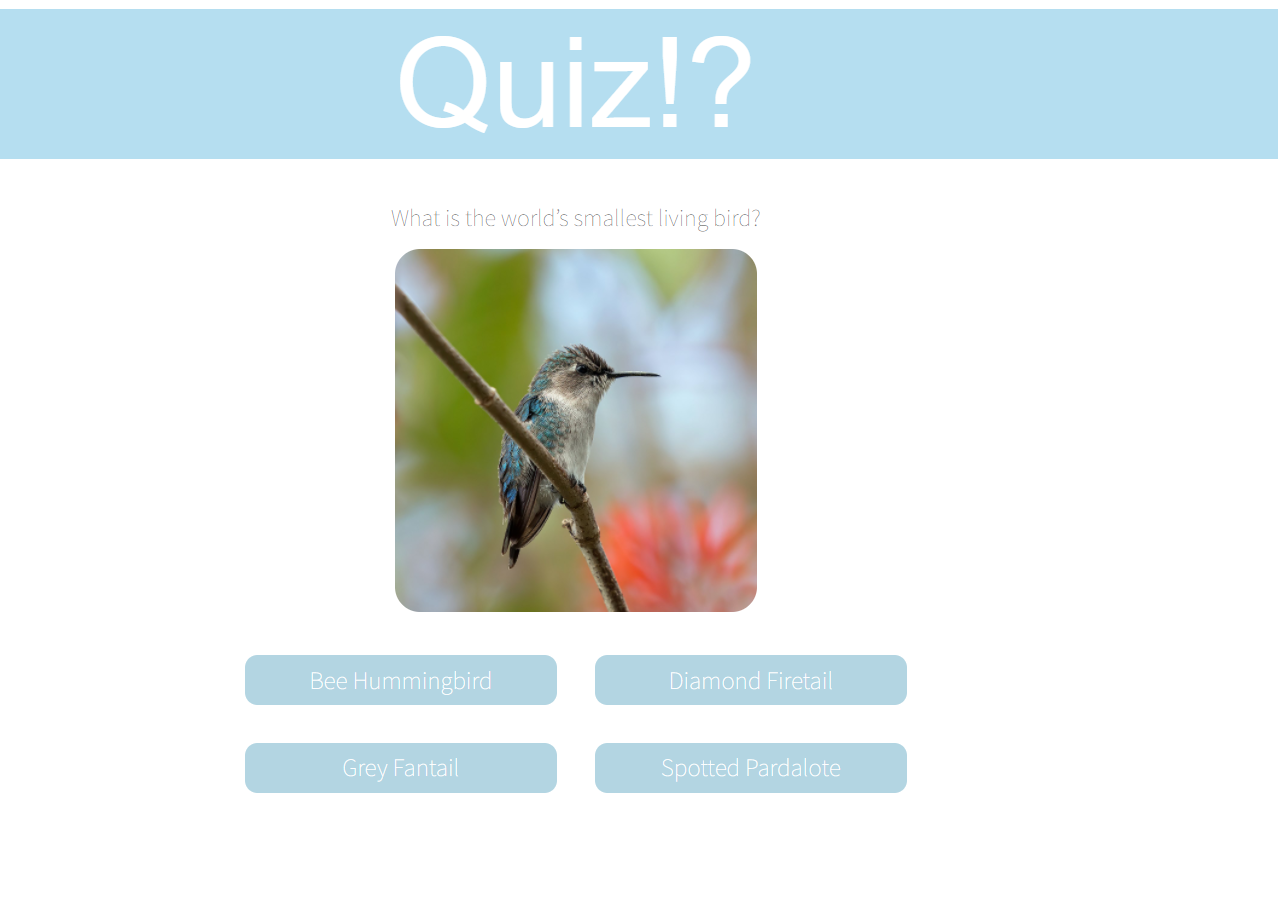 Quiz!?
What is the world’s smallest living bird?
Bee Hummingbird
Diamond Firetail
Grey Fantail
Spotted Pardalote